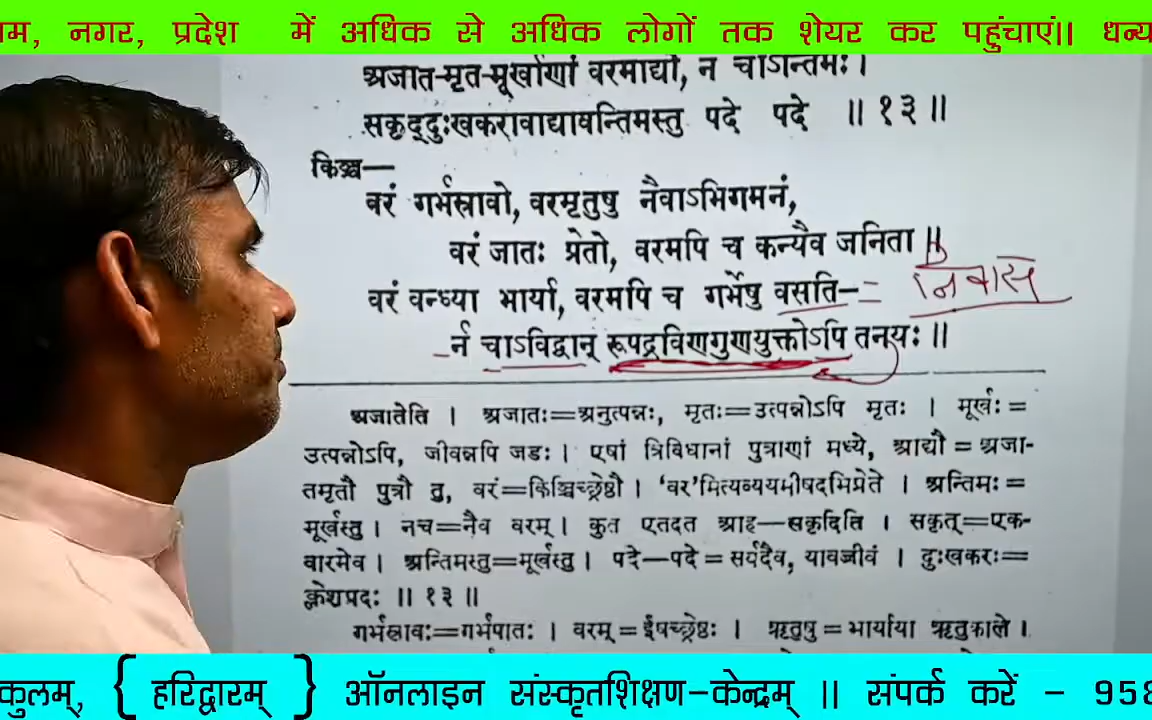 में अधिक से अधिक लोगों तक शेयर कर पहुंचाएं।।
नगर, प्रदेश
अजात-मृत-मूर्खाणां वरमाद्यौ, न चाऽन्तिमः।
सकृद्दुःखकरावाद्यावन्तिमस्तु पदे पदे ॥ १३ ॥
किञ्च—
वरं गर्भस्रावो, वरमृतुषु नैवाऽभिगमनं,
वरं जातः प्रेतो, वरमपि च कन्यैव जनिता ॥
वरं वन्ध्या भार्या, वरमपि च गर्भेषु वसति- = निवास
र्न चाऽविद्वान् रूपद्रविणगुणयुक्तोऽपि तनयः ॥
अजातेति । अजातः=अनुत्पन्नः, मृतः=उत्पन्नोऽपि मृतः । मूर्खः =
उत्पन्नोऽपि, जीवन्नपि जडः । एषां त्रिविधानां पुत्राणां मध्ये, आद्यौ = अजा-
तमृतौ पुत्रौ तु, वरं=किञ्चिच्छ्रेष्ठौ । 'वर'मित्यव्ययमीषदभिप्रेते । अन्तिमः =
मूर्खस्तु । नच=नैव वरम् । कुत एतदत आह—सकृदिति । सकृत्=एक-
वारमेव । अन्तिमस्तु=मूर्खस्तु । पदे—पदे = सर्वदैव, यावज्जीवं । दुःखकरः=
क्लेशप्रदः ॥ १३ ॥
गर्भस्रावः=गर्भपातः । वरम् = ईषच्छ्रेष्ठः । ऋतुषु = भार्याया ऋतुकाले ।
कुलम्, { हरिद्वारम् } ऑनलाइन संस्कृतशिक्षण-केन्द्रम् || संपर्क करें - 958